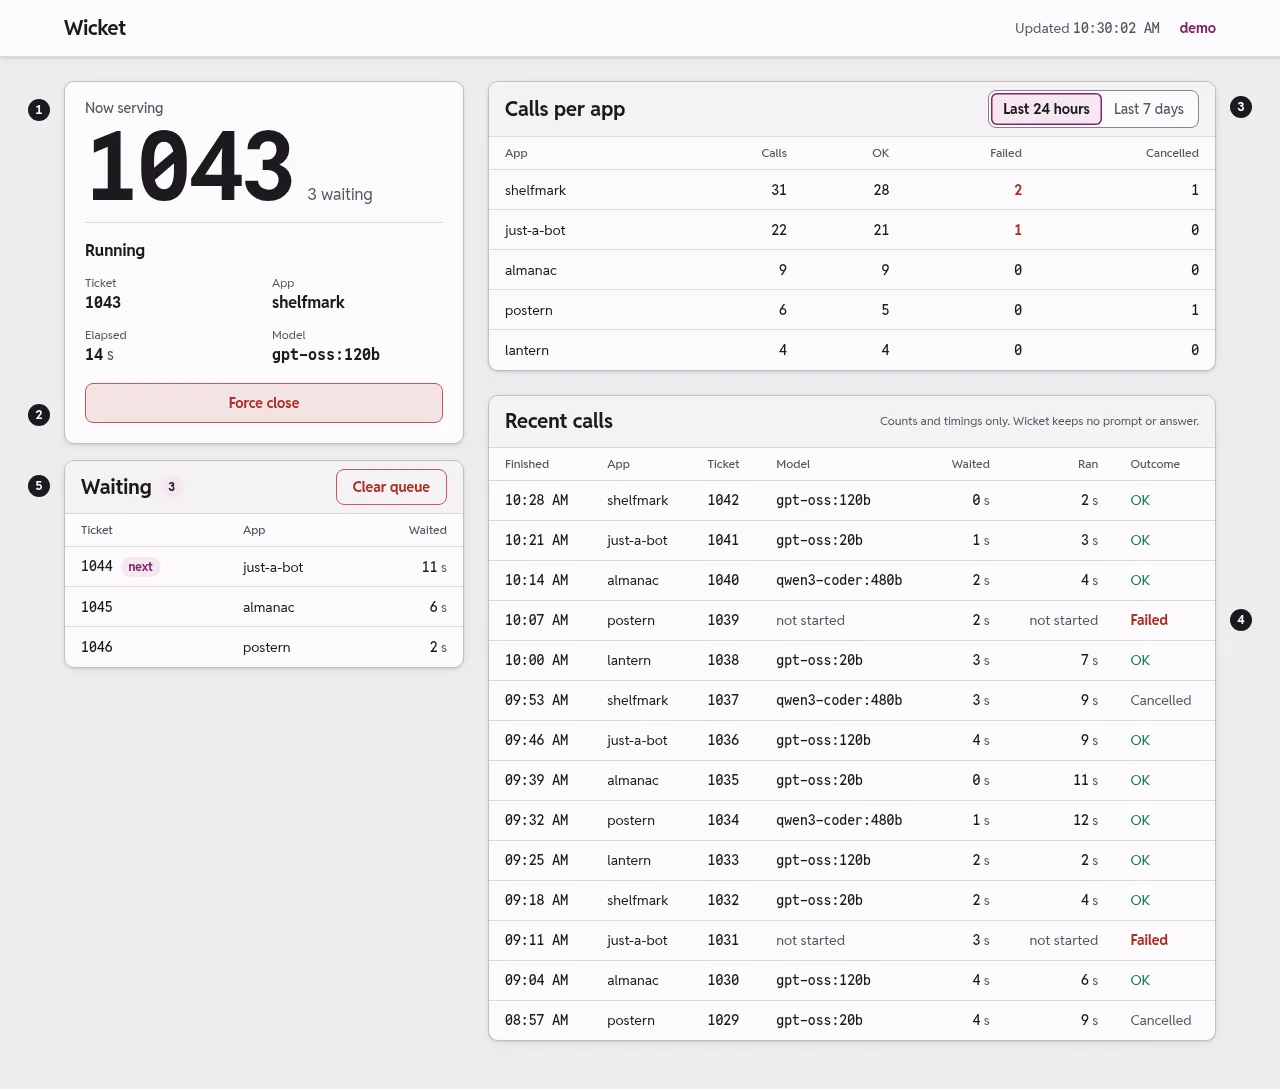 Wicket
Updated 10:30:02 AM demo
1
Now serving
1043 3 waiting
Running
Ticket App
1043 shelfmark
Elapsed Model
14 s gpt-oss:120b
2
Force close
5
Waiting 3 Clear queue
Ticket App Waited
1044 next just-a-bot 11 s
1045 almanac 6 s
1046 postern 2 s
Calls per app Last 24 hours Last 7 days
3
App Calls OK Failed Cancelled
shelfmark 31 28 2 1
just-a-bot 22 21 1 0
almanac 9 9 0 0
postern 6 5 0 1
lantern 4 4 0 0
Recent calls Counts and timings only. Wicket keeps no prompt or answer.
Finished App Ticket Model Waited Ran Outcome
10:28 AM shelfmark 1042 gpt-oss:120b 0 s 2 s OK
10:21 AM just-a-bot 1041 gpt-oss:20b 1 s 3 s OK
10:14 AM almanac 1040 qwen3-coder:480b 2 s 4 s OK
10:07 AM postern 1039 not started 2 s not started Failed
4
10:00 AM lantern 1038 gpt-oss:20b 3 s 7 s OK
09:53 AM shelfmark 1037 qwen3-coder:480b 3 s 9 s Cancelled
09:46 AM just-a-bot 1036 gpt-oss:120b 4 s 9 s OK
09:39 AM almanac 1035 gpt-oss:20b 0 s 11 s OK
09:32 AM postern 1034 qwen3-coder:480b 1 s 12 s OK
09:25 AM lantern 1033 gpt-oss:120b 2 s 2 s OK
09:18 AM shelfmark 1032 gpt-oss:20b 2 s 4 s OK
09:11 AM just-a-bot 1031 not started 3 s not started Failed
09:04 AM almanac 1030 gpt-oss:120b 4 s 6 s OK
08:57 AM postern 1029 gpt-oss:20b 4 s 9 s Cancelled